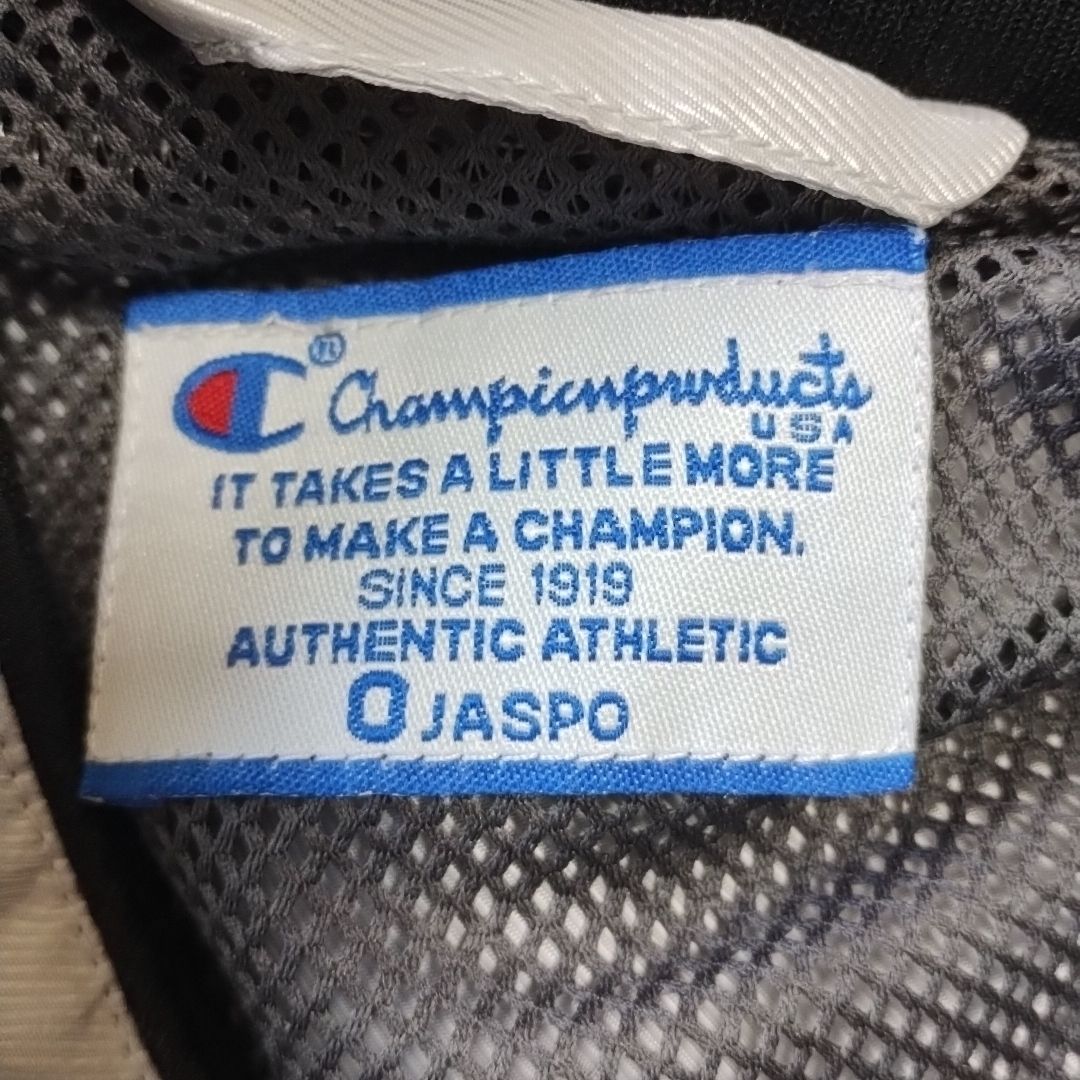 ® Championproducts
USA
IT TAKES A LITTLE MORE
TO MAKE A CHAMPION.
SINCE 1919
AUTHENTIC ATHLETIC
O JASPO